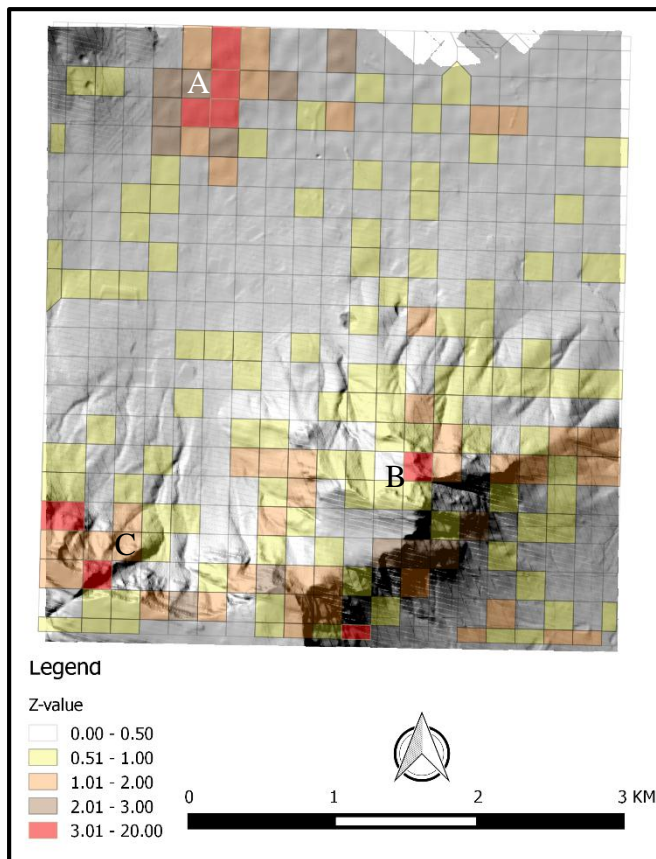 A
B
C
Legend
Z-value
0.00 - 0.50
0.51 - 1.00
1.01 - 2.00
2.01 - 3.00
3.01 - 20.00
0 1 2 3 KM